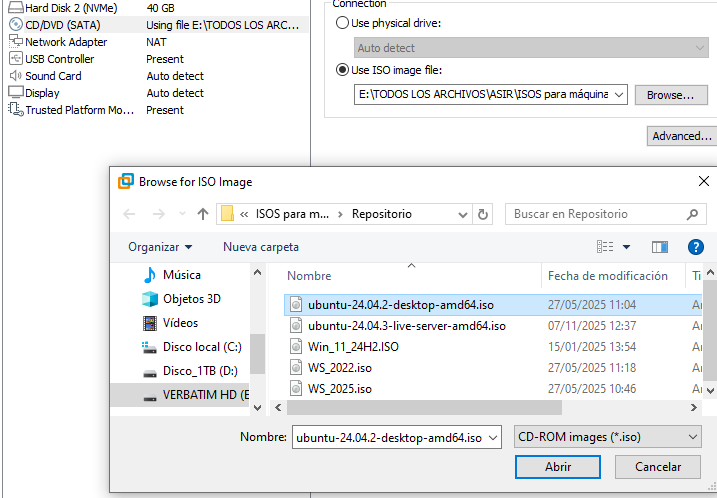 Hard Disk 2 (NVMe) 40 GB
CD/DVD (SATA) Using file E:\TODOS LOS ARC...
Network Adapter NAT
USB Controller Present
Sound Card Auto detect
Display Auto detect
Trusted Platform Mo... Present
Connection
Use physical drive:
Auto detect
Use ISO image file:
E:\TODOS LOS ARCHIVOS\ASIR\ISOS para máquina
Browse...
Advanced...
Browse for ISO Image
« ISOS para m... > Repositorio
Buscar en Repositorio
Organizar
Nueva carpeta
Música
Objetos 3D
Vídeos
Disco local (C:)
Disco_1TB (D:)
VERBATIM HD (E
Nombre Fecha de modificación Ti
ubuntu-24.04.2-desktop-amd64.iso 27/05/2025 11:04 Ar
ubuntu-24.04.3-live-server-amd64.iso 07/11/2025 12:37 Ar
Win_11_24H2.ISO 15/01/2025 13:54 Ar
WS_2022.iso 27/05/2025 11:18 Ar
WS_2025.iso 27/05/2025 10:46 Ar
Nombre: ubuntu-24.04.2-desktop-amd64.iso
CD-ROM images (*.iso)
Abrir
Cancelar